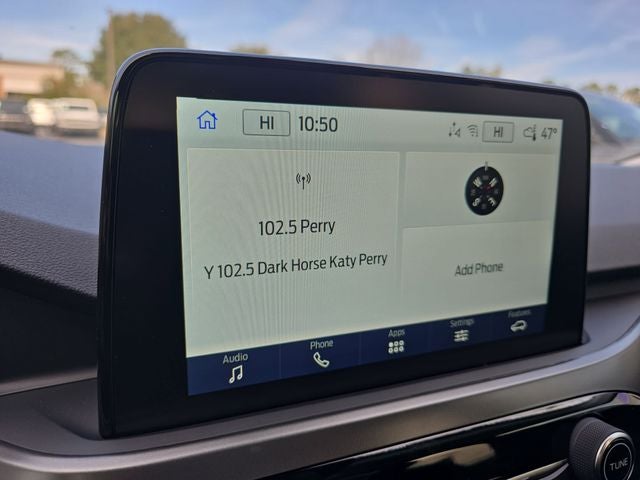 HI 10:50 HI 47°
102.5 Perry
Y 102.5 Dark Horse Katy Perry
Add Phone
Audio Phone Apps Settings Features
TUNE